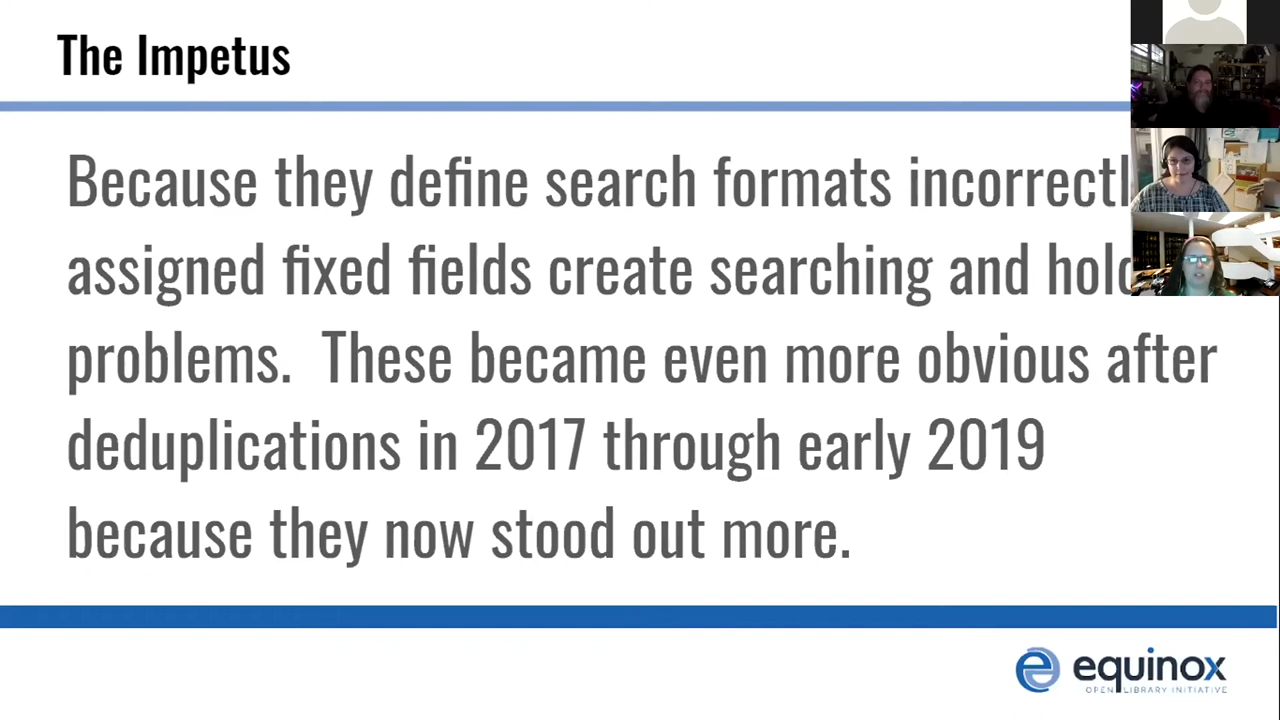 The Impetus
Because they define search formats incorrectl
assigned fixed fields create searching and hol
problems. These became even more obvious after
deduplications in 2017 through early 2019
because they now stood out more.
equinox
OPEN LIBRARY INITIATIVE